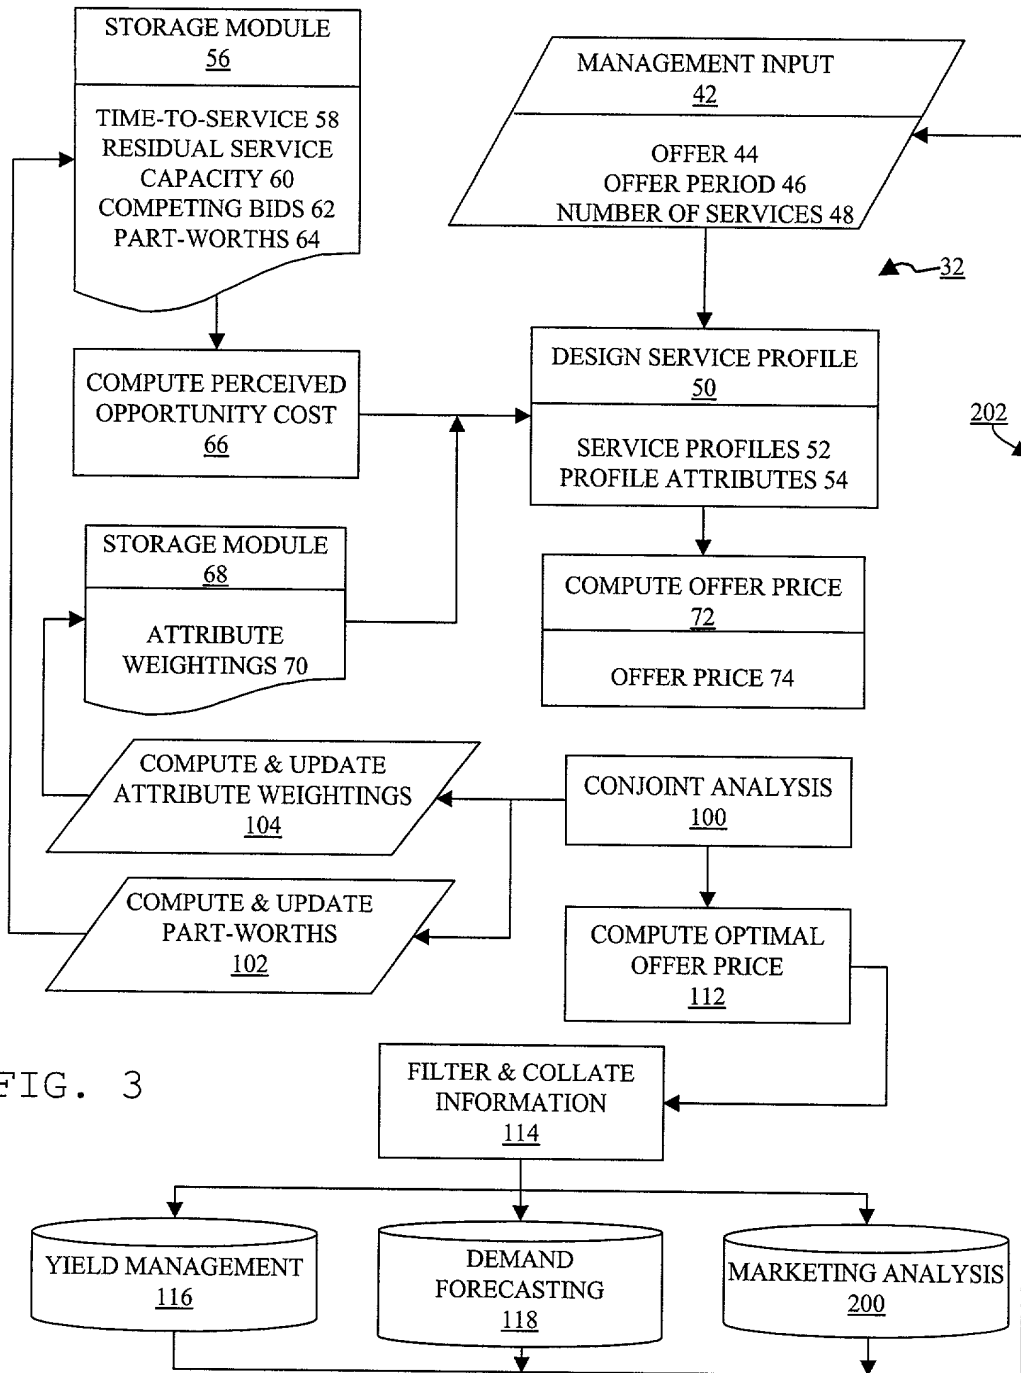 STORAGE MODULE
56
TIME-TO-SERVICE 58
RESIDUAL SERVICE
CAPACITY 60
COMPETING BIDS 62
PART-WORTHS 64
MANAGEMENT INPUT
42
OFFER 44
OFFER PERIOD 46
NUMBER OF SERVICES 48
32
COMPUTE PERCEIVED
OPPORTUNITY COST
66
DESIGN SERVICE PROFILE
50
SERVICE PROFILES 52
PROFILE ATTRIBUTES 54
202
STORAGE MODULE
68
ATTRIBUTE
WEIGHTINGS 70
COMPUTE OFFER PRICE
72
OFFER PRICE 74
COMPUTE & UPDATE
ATTRIBUTE WEIGHTINGS
104
CONJOINT ANALYSIS
100
COMPUTE & UPDATE
PART-WORTHS
102
COMPUTE OPTIMAL
OFFER PRICE
112
FIG. 3
FILTER & COLLATE
INFORMATION
114
YIELD MANAGEMENT
116
DEMAND
FORECASTING
118
MARKETING ANALYSIS
200